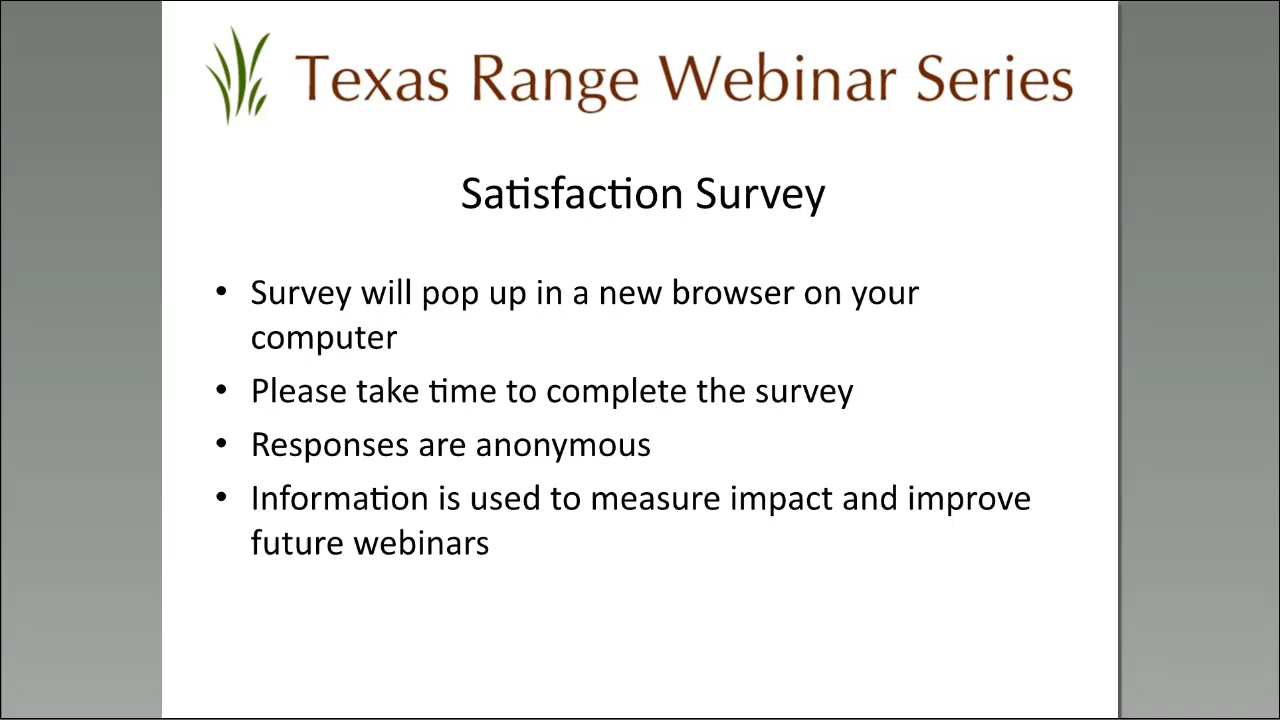 Texas Range Webinar Series
Satisfaction Survey
• Survey will pop up in a new browser on your
computer
• Please take time to complete the survey
• Responses are anonymous
• Information is used to measure impact and improve
future webinars